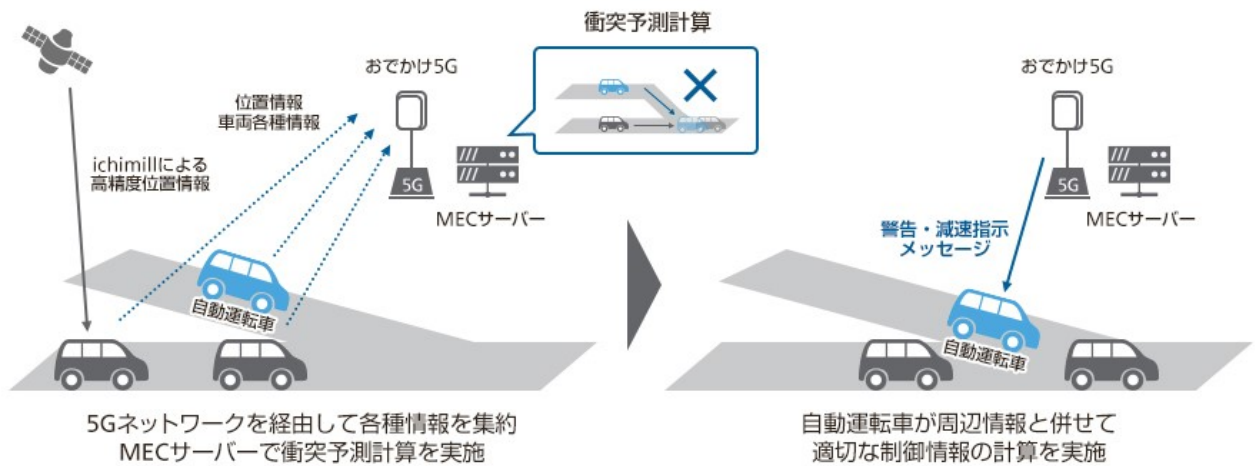 衝突予測計算
おでかけ5G
位置情報
車両各種情報
ichimillによる
高精度位置情報
5G
MECサーバー
自動運転車
5Gネットワークを経由して各種情報を集約
MECサーバーで衝突予測計算を実施
おでかけ5G
5G
MECサーバー
警告・減速指示
メッセージ
自動運転車
自動運転車が周辺情報と併せて
適切な制御情報の計算を実施